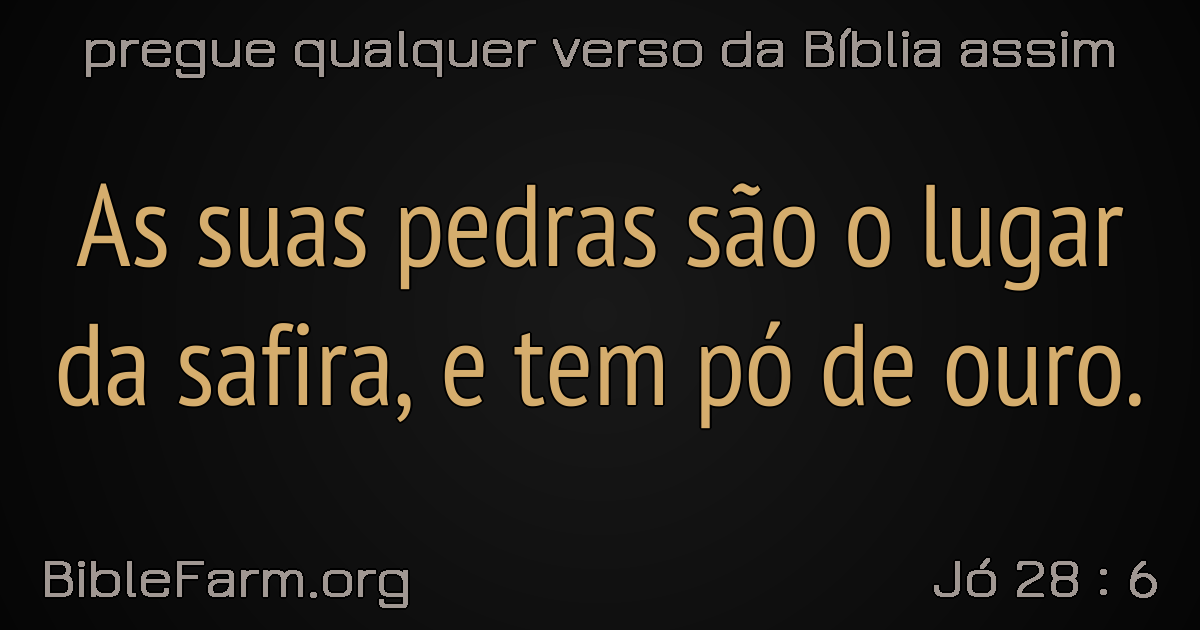 pregue qualquer verso da Bíblia assim
As suas pedras são o lugar
da safira, e tem pó de ouro.
BibleFarm.org
Jó 28 : 6